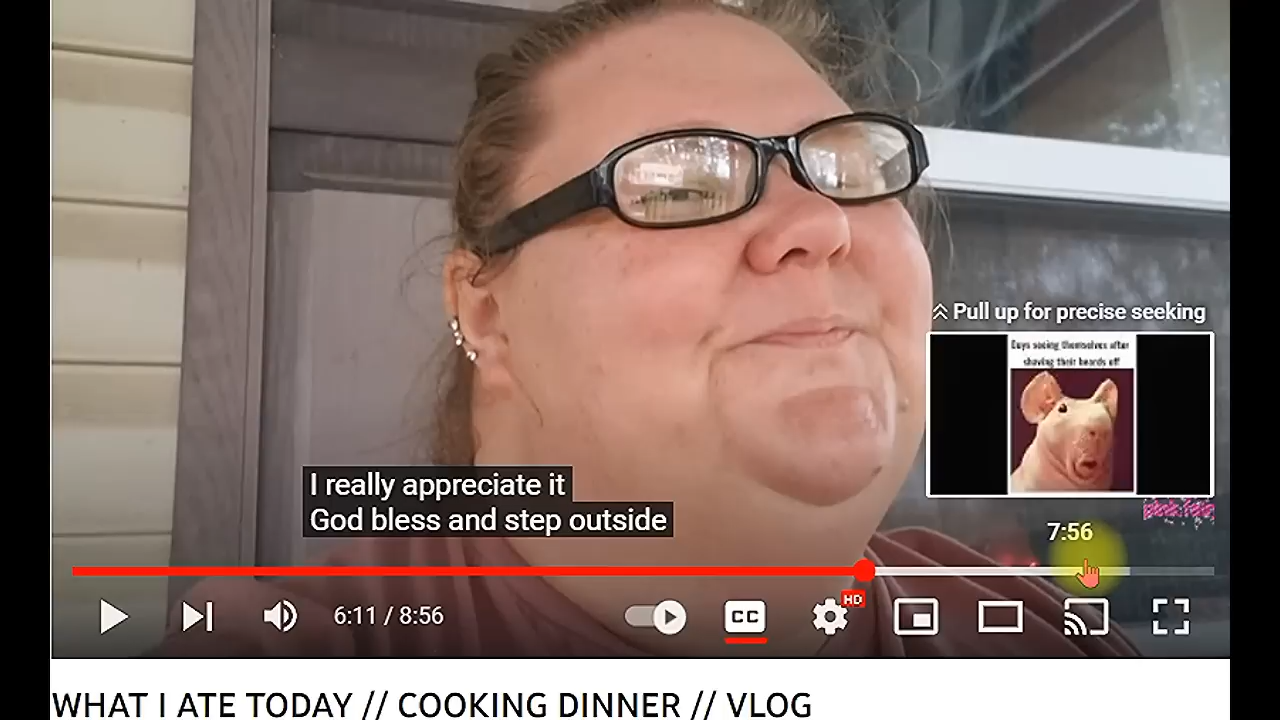 Pull up for precise seeking
Guys seeing themselves after
shaving their beards off
I really appreciate it
God bless and step outside
7:56
HD
6:11 / 8:56
CC
WHAT I ATE TODAY // COOKING DINNER // VLOG